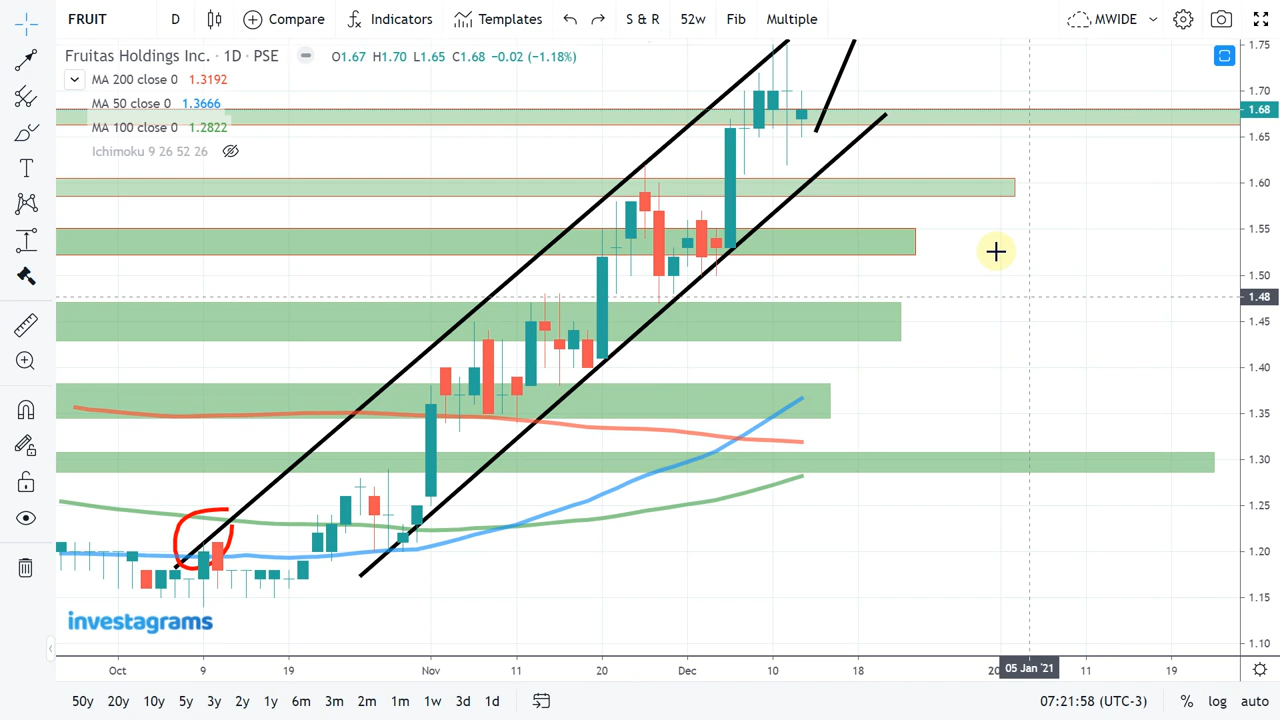 FRUIT D Compare Indicators Templates S & R 52w Fib Multiple MWIDE
Fruitas Holdings Inc. · 1D · PSE O1.67 H1.70 L1.65 C1.68 −0.02 (−1.18%)
MA 200 close 0 1.3192
MA 50 close 0 1.3666
MA 100 close 0 1.2822
Ichimoku 9 26 52 26
1.75
1.70
1.68
1.65
1.60
1.55
1.50
1.48
1.45
1.40
1.35
1.30
1.25
1.20
1.15
1.10
investagrams
Oct 9 19 Nov 11 20 Dec 10 18 20 05 Jan '21 11 19
50y 20y 10y 5y 3y 2y 1y 6m 3m 2m 1m 1w 3d 1d 07:21:58 (UTC-3) % log auto